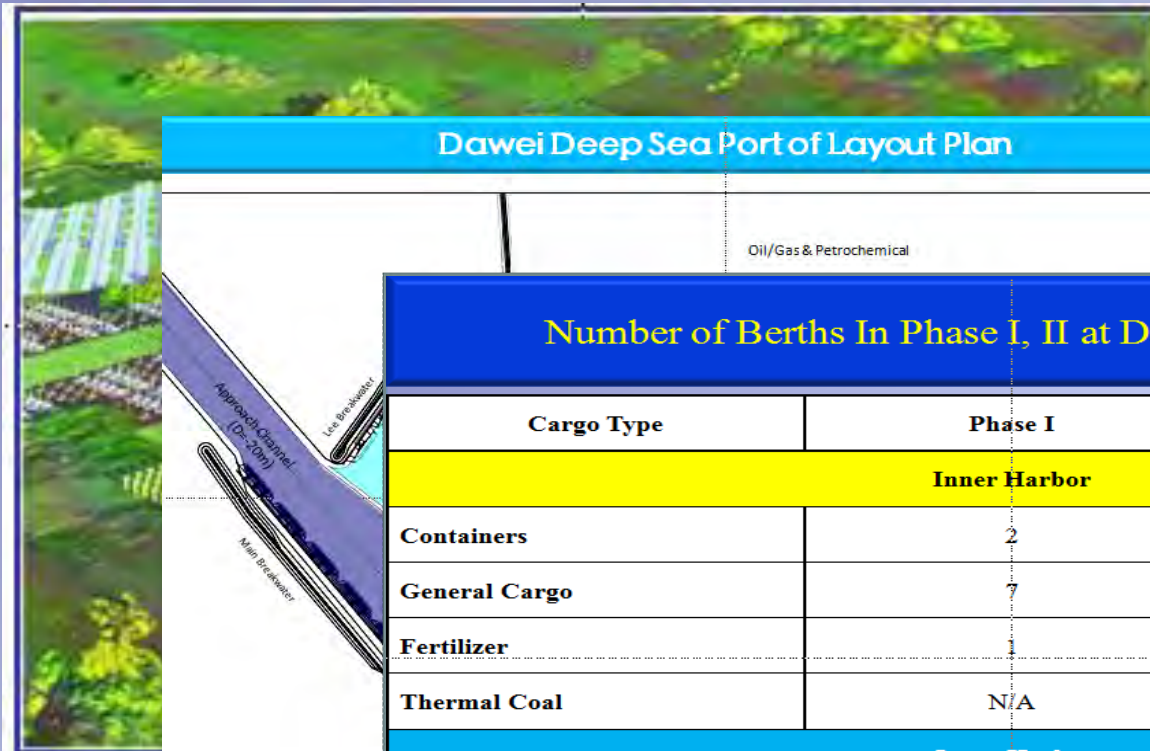 Dawei Deep Sea Port of Layout Plan
Oil/Gas & Petrochemical
Approach Channel
(D=-20m)
Lee Breakwater
Main Breakwater
Number of Berths In Phase I, II at D
Cargo Type Phase I
Inner Harbor
Containers 2
General Cargo 7
Fertilizer 1
Thermal Coal N/A